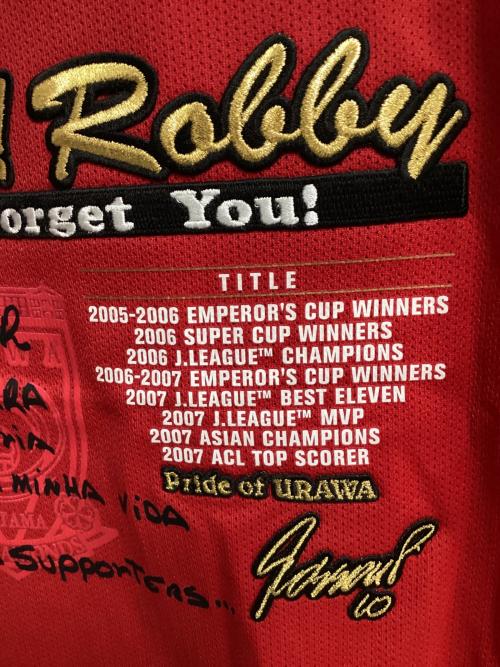 ! Robby
orget You!
TITLE
2005-2006 EMPEROR'S CUP WINNERS
2006 SUPER CUP WINNERS
2006 J.LEAGUE™ CHAMPIONS
2006-2007 EMPEROR'S CUP WINNERS
2007 J.LEAGUE™ BEST ELEVEN
2007 J.LEAGUE™ MVP
2007 ASIAN CHAMPIONS
2007 ACL TOP SCORER
Pride of URAWA
MINHA VIDA
SUPPORTERS...
10